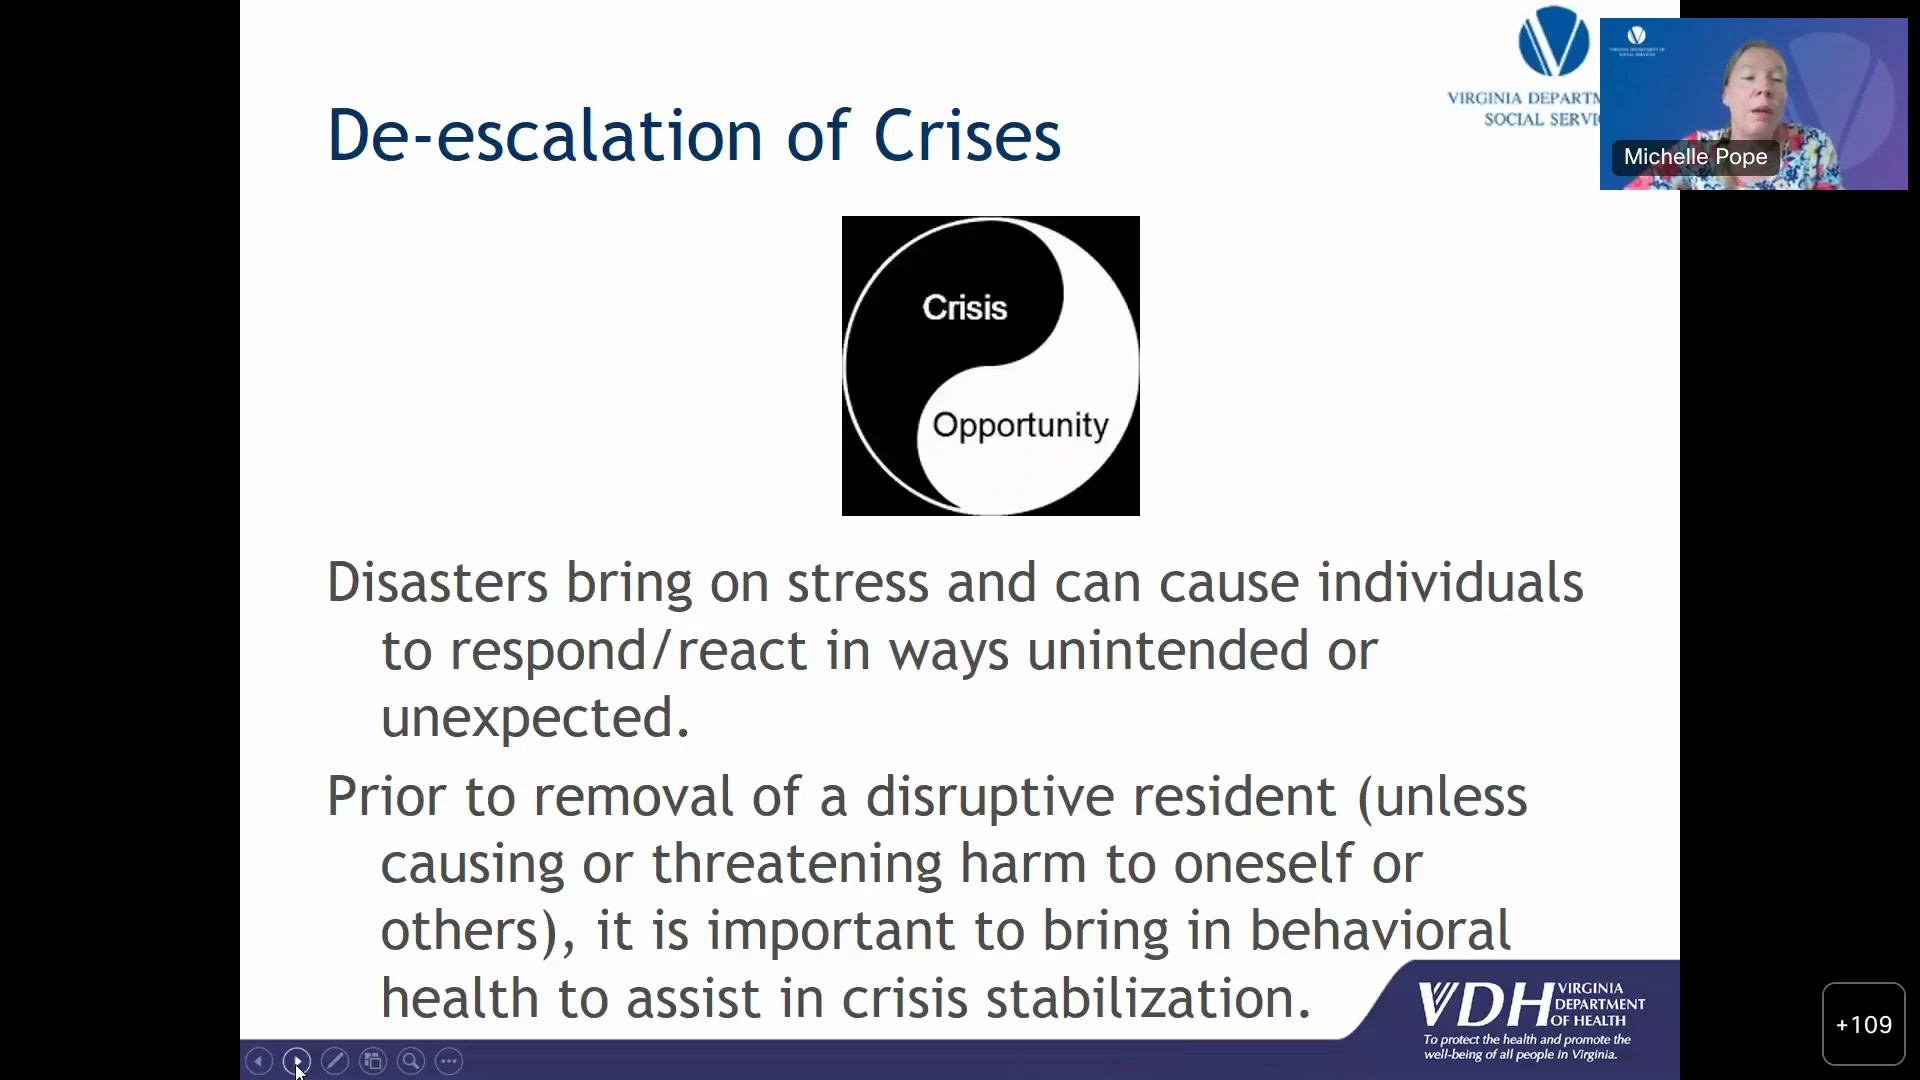 De-escalation of Crises
VIRGINIA DEPARTM
SOCIAL SERVI
Michelle Pope
Crisis
Opportunity
Disasters bring on stress and can cause individuals
to respond/react in ways unintended or
unexpected.
Prior to removal of a disruptive resident (unless
causing or threatening harm to oneself or
others), it is important to bring in behavioral
health to assist in crisis stabilization.
VDH VIRGINIA
DEPARTMENT
OF HEALTH
To protect the health and promote the
well-being of all people in Virginia.
+109